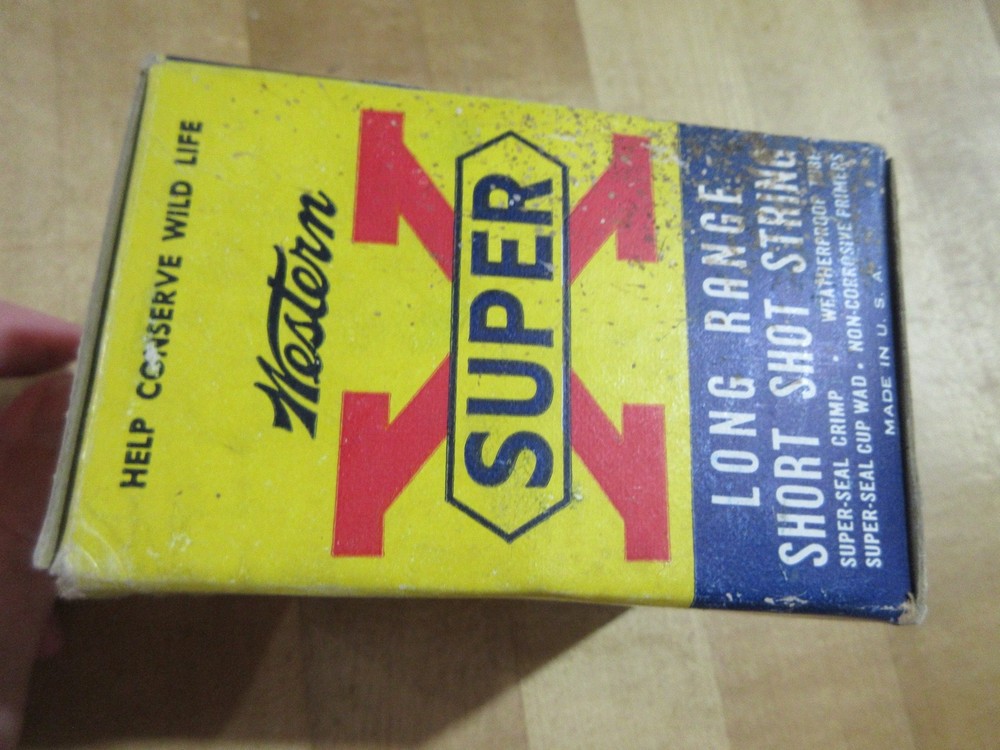 HELP CONSERVE WILD LIFE
Western
SUPER
X
LONG RANGE
SHORT SHOT STRING
SUPER-SEAL CRIMP • WEATHERPROOF
SUPER-SEAL CUP WAD • NON-CORROSIVE PRIMERS
MADE IN U.S.A.